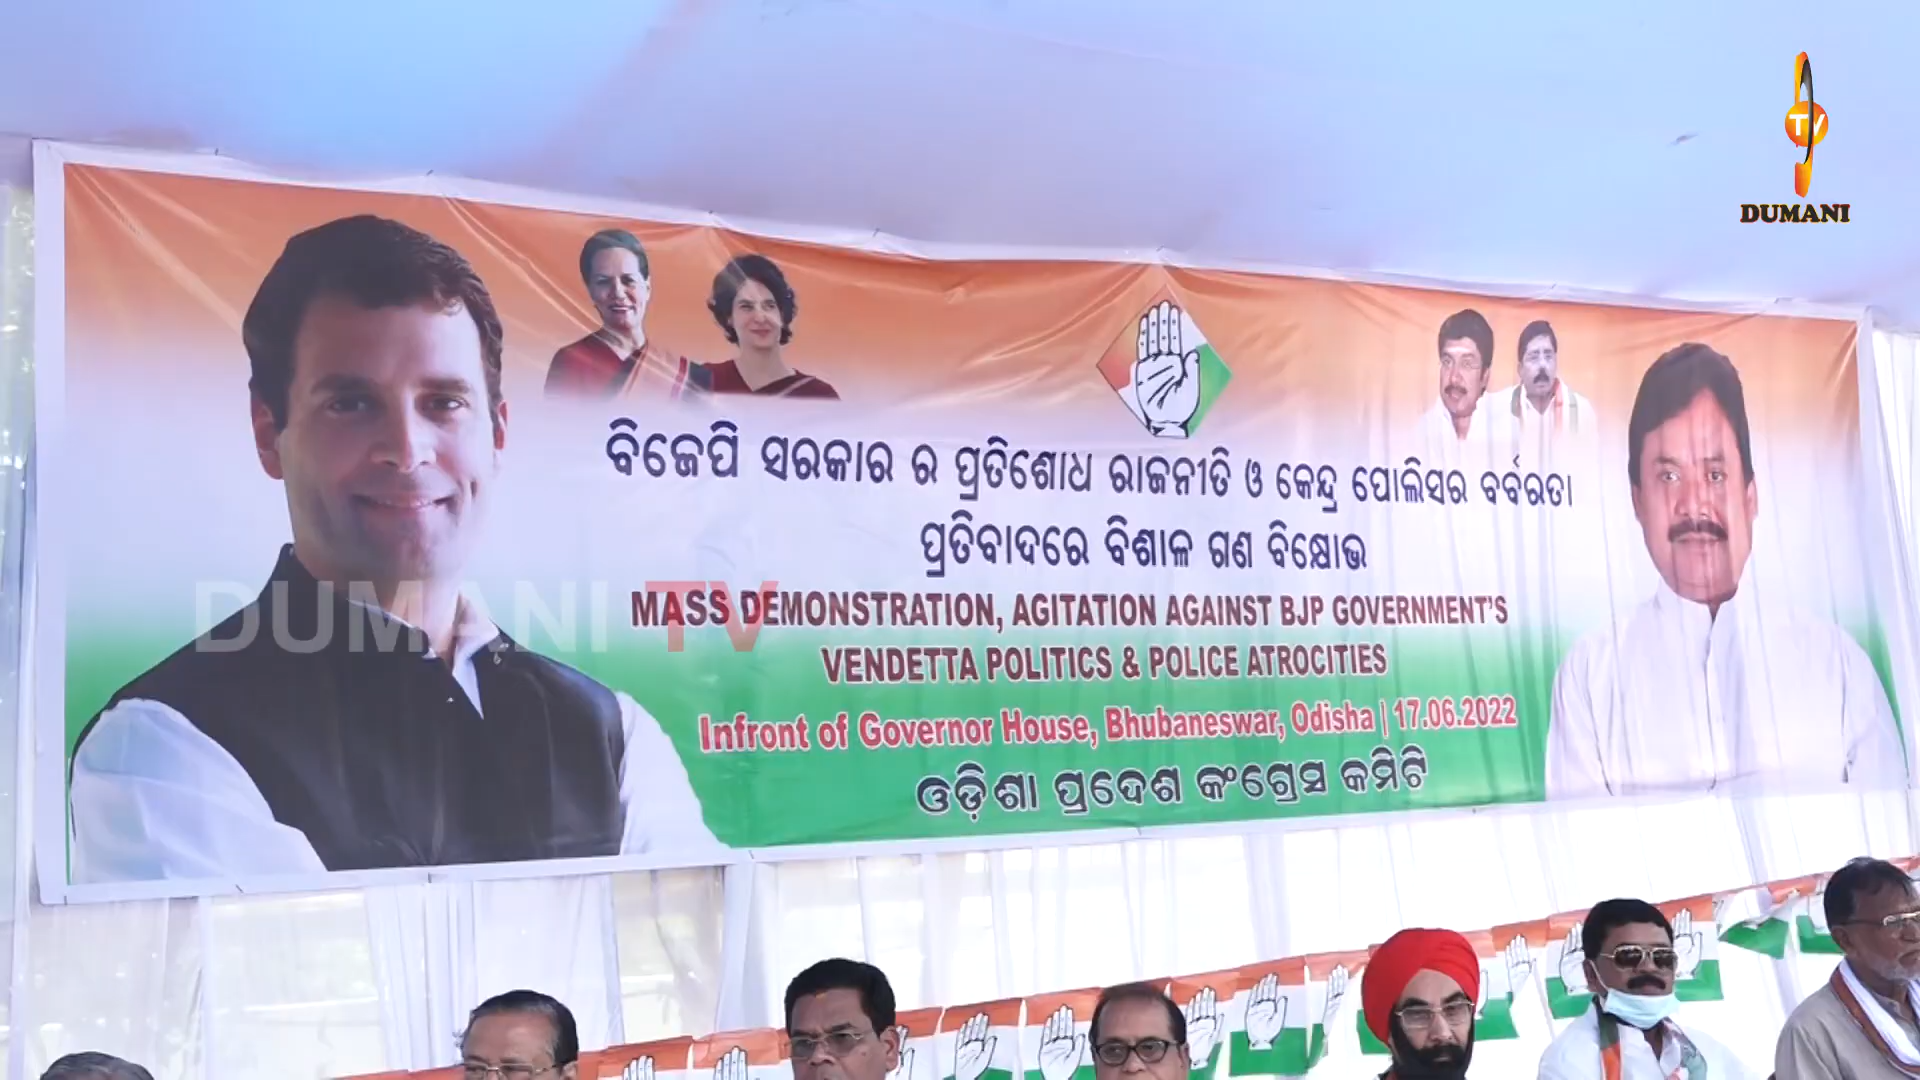 TV
DUMANI
ବିଜେପି ସରକାର ର ପ୍ରତିଶୋଧ ରାଜନୀତି ଓ କେନ୍ଦ୍ର ପୋଲିସର ବର୍ବରତା
ପ୍ରତିବାଦରେ ବିଶାଳ ଗଣ ବିକ୍ଷୋଭ
DUMANI TV
MASS DEMONSTRATION, AGITATION AGAINST BJP GOVERNMENT'S
VENDETTA POLITICS & POLICE ATROCITIES
Infront of Governor House, Bhubaneswar, Odisha | 17.06.2022
ଓଡ଼ିଶା ପ୍ରଦେଶ କଂଗ୍ରେସ କମିଟି